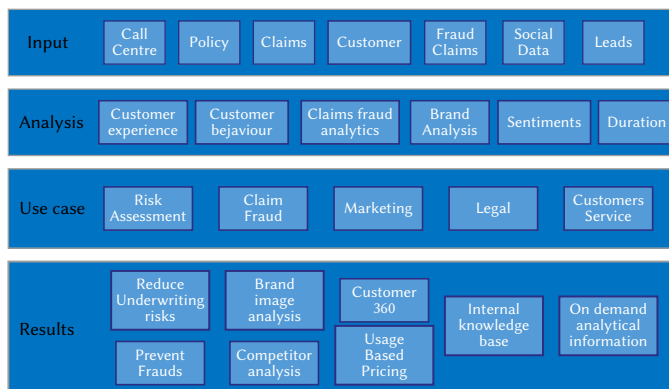 Input
Call
Centre
Policy
Claims
Customer
Fraud
Claims
Social
Data
Leads
Analysis
Customer
experience
Customer
bejaviour
Claims fraud
analytics
Brand
Analysis
Sentiments
Duration
Use case
Risk
Assessment
Claim
Fraud
Marketing
Legal
Customers
Service
Results
Reduce
Underwriting
risks
Brand
image
analysis
Customer
360
Internal
knowledge
base
On demand
analytical
information
Prevent
Frauds
Competitor
analysis
Usage
Based
Pricing